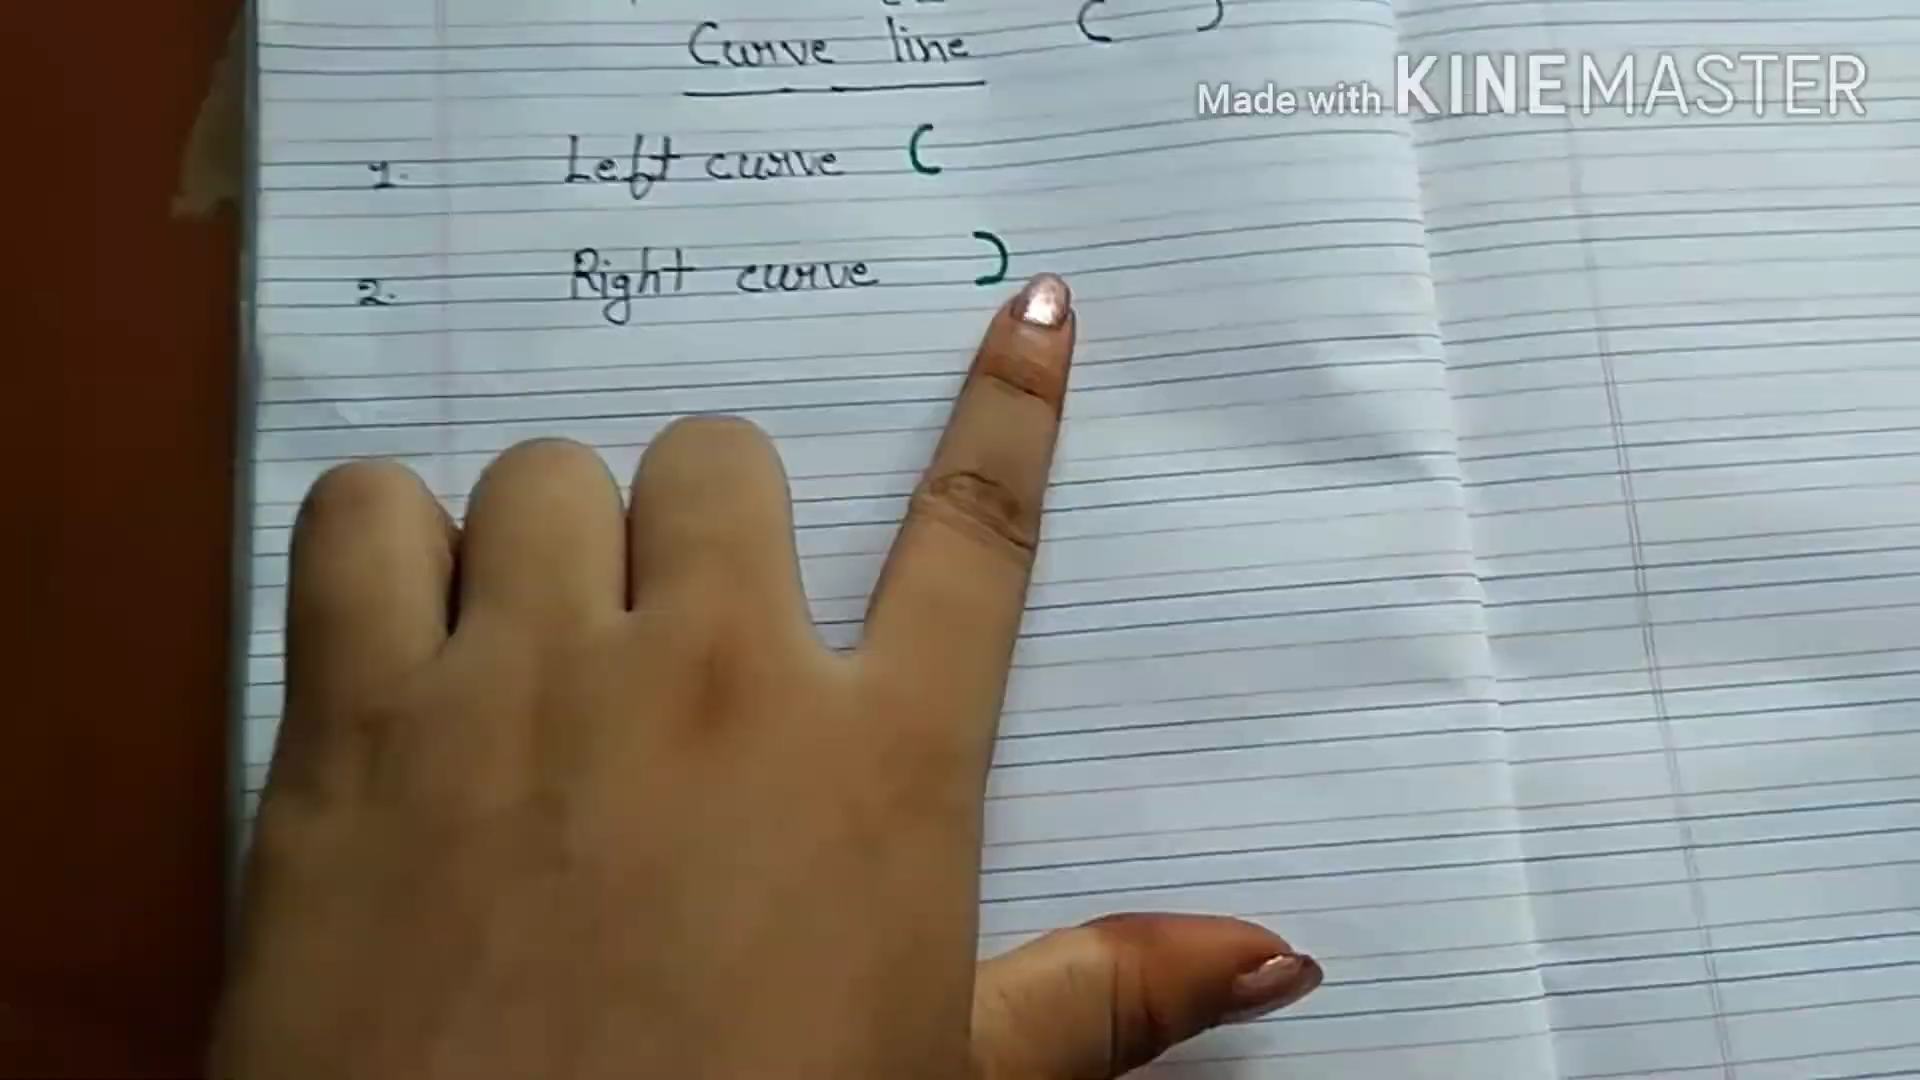 Curve line ( )
Made with KINEMASTER
1. Left curve (
2. Right curve )